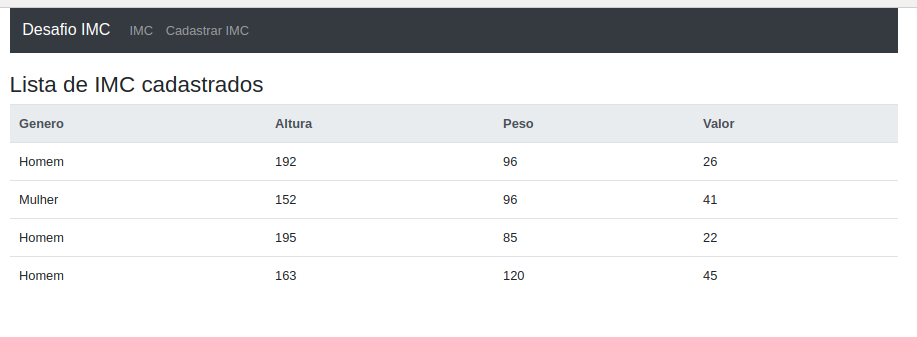 Desafio IMC IMC Cadastrar IMC
Lista de IMC cadastrados
Genero Altura Peso Valor
Homem 192 96 26
Mulher 152 96 41
Homem 195 85 22
Homem 163 120 45